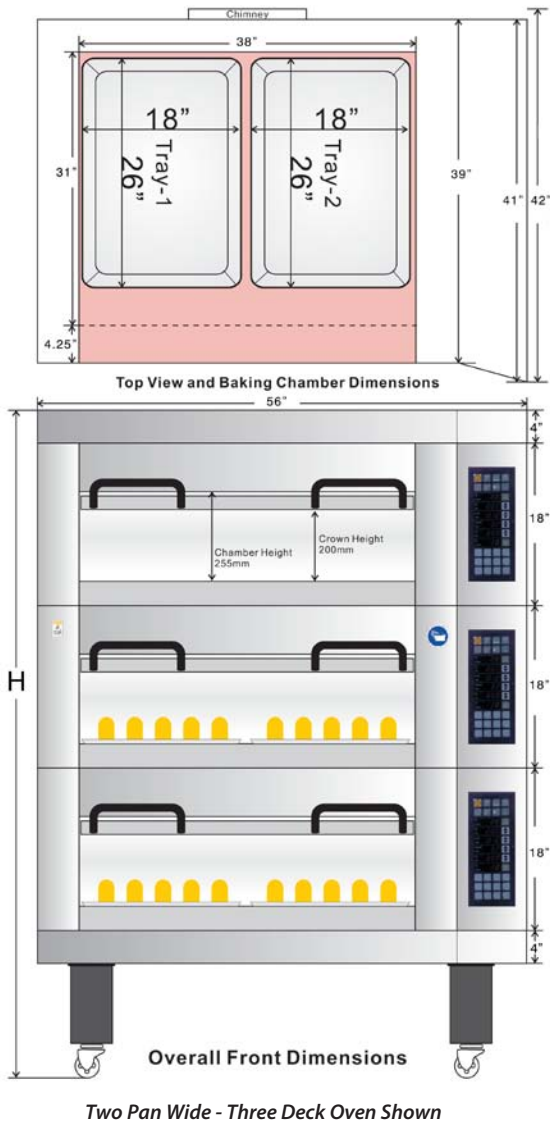 Chimney
38"
18"
18"
Tray-1
26"
Tray-2
26"
31"
39"
41"
42"
4.25"
Top View and Baking Chamber Dimensions
56"
4"
18"
Chamber Height
255mm
Crown Height
200mm
H
18"
18"
4"
Overall Front Dimensions
Two Pan Wide - Three Deck Oven Shown